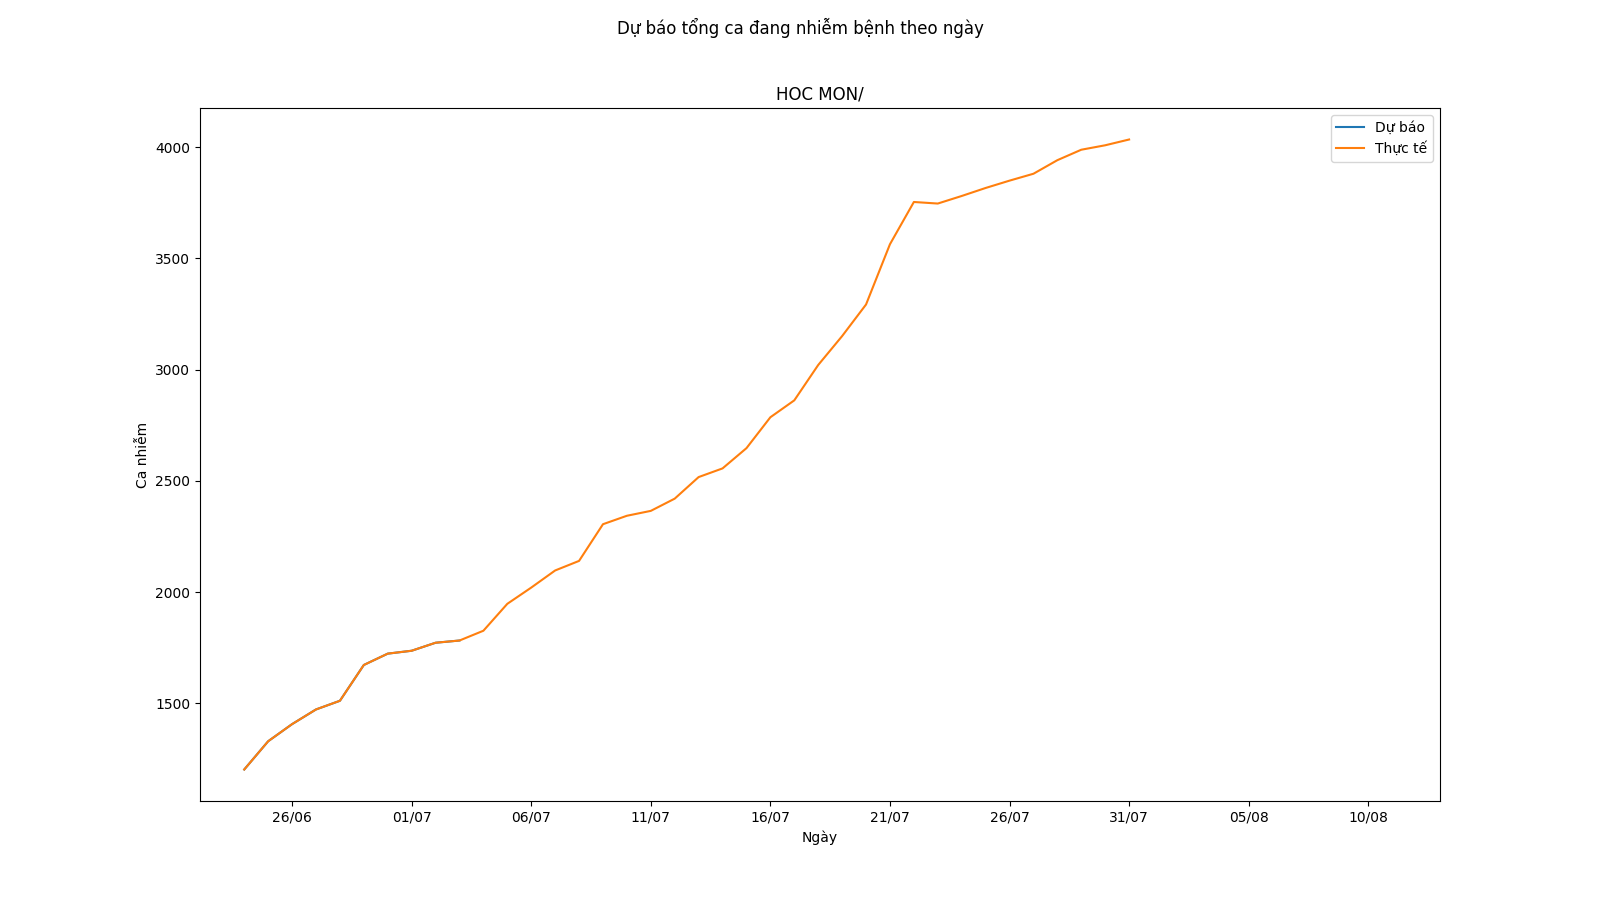 Dự báo tổng ca đang nhiễm bệnh theo ngày
HOC MON/
Dự báo
Thực tế
4000
3500
3000
2500
2000
1500
Ca nhiễm
26/06 01/07 06/07 11/07 16/07 21/07 26/07 31/07 05/08 10/08
Ngày